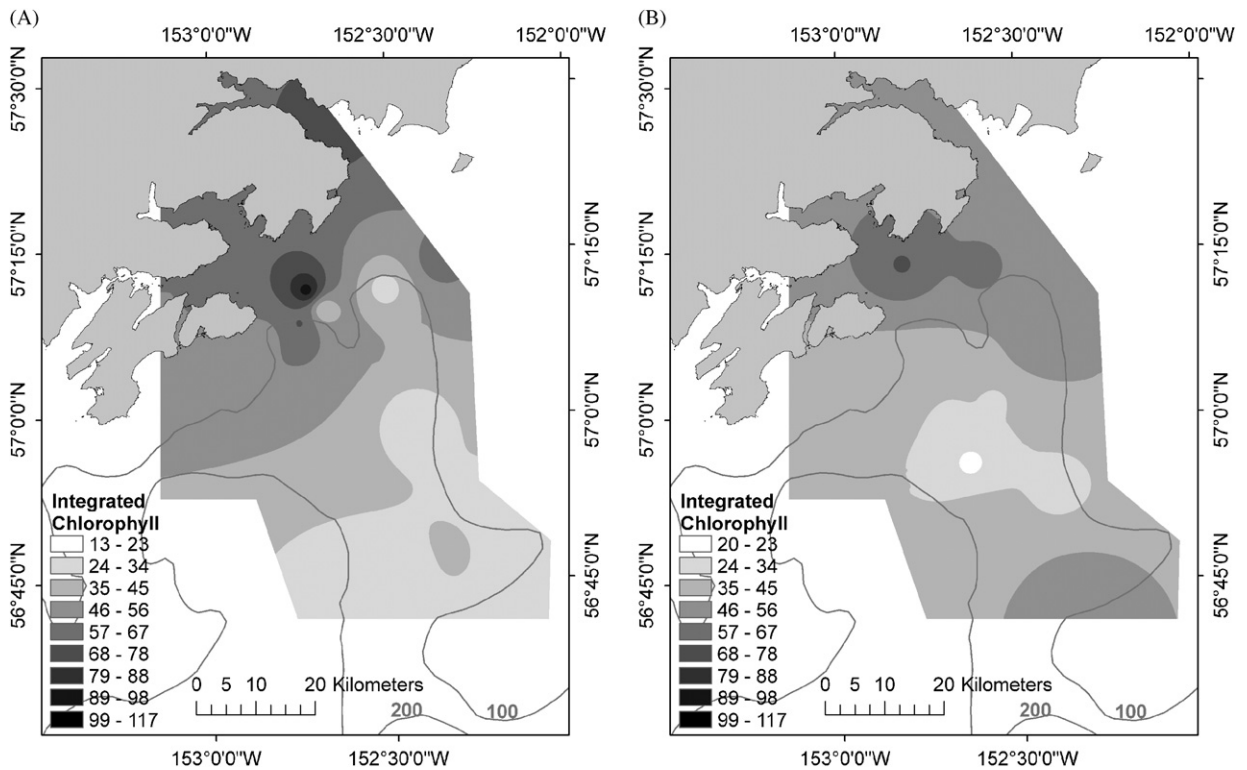 (A)
153°0'0"W 152°30'0"W 152°0'0"W
57°30'0"N
57°15'0"N
57°0'0"N
56°45'0"N
57°15'0"N
57°0'0"N
56°45'0"N
Integrated
Chlorophyll
13 - 23
24 - 34
35 - 45
46 - 56
57 - 67
68 - 78
79 - 88
89 - 98
99 - 117
0 5 10 20 Kilometers
200 100
153°0'0"W 152°30'0"W
(B)
153°0'0"W 152°30'0"W 152°0'0"W
57°30'0"N
57°15'0"N
57°0'0"N
56°45'0"N
57°15'0"N
57°0'0"N
56°45'0"N
Integrated
Chlorophyll
20 - 23
24 - 34
35 - 45
46 - 56
57 - 67
68 - 78
79 - 88
89 - 98
99 - 117
0 5 10 20 Kilometers
200 100
153°0'0"W 152°30'0"W